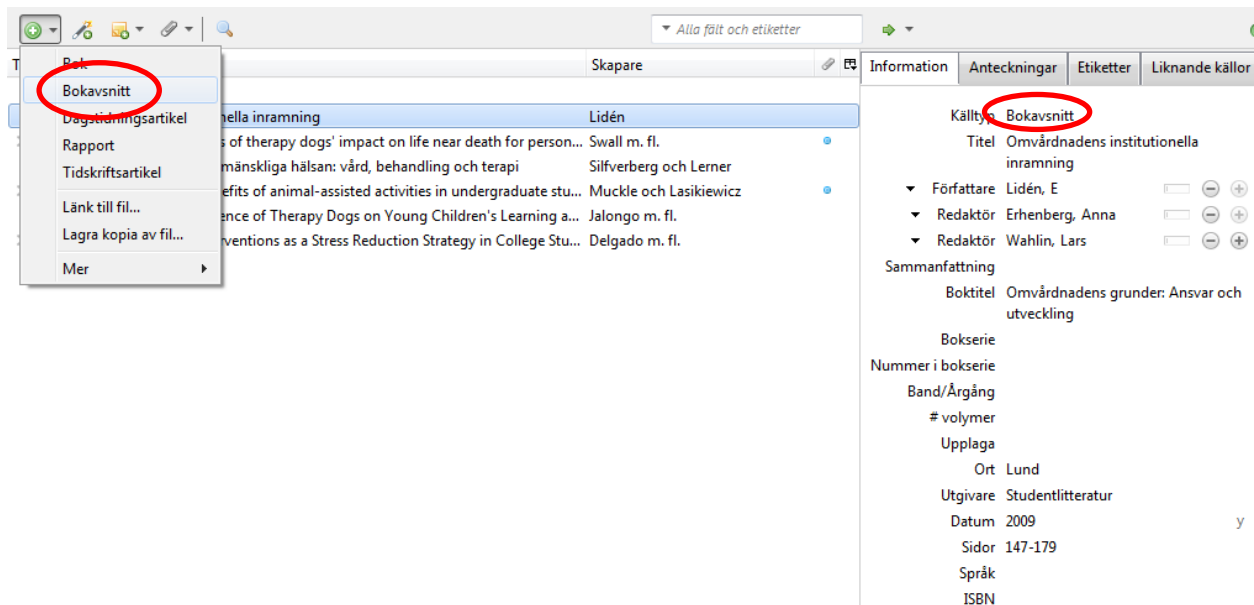 Alla fält och etiketter
T
Skapare
Bok
Bokavsnitt
Dagstidningsartikel
Rapport
Tidskriftsartikel
Länk till fil...
Lagra kopia av fil...
Mer
nella inramning Lidén
s of therapy dogs' impact on life near death for person... Swall m. fl.
mänskliga hälsan: vård, behandling och terapi Silfverberg och Lerner
efits of animal-assisted activities in undergraduate stu... Muckle och Lasikiewicz
ence of Therapy Dogs on Young Children's Learning a... Jalongo m. fl.
rventions as a Stress Reduction Strategy in College Stu... Delgado m. fl.
Information Anteckningar Etiketter Liknande källor
Källtyp Bokavsnitt
Titel Omvårdnadens institutionella
inramning
Författare Lidén, E
Redaktör Erhenberg, Anna
Redaktör Wahlin, Lars
Sammanfattning
Boktitel Omvårdnadens grunder: Ansvar och
utveckling
Bokserie
Nummer i bokserie
Band/Årgång
# volymer
Upplaga
Ort Lund
Utgivare Studentlitteratur
Datum 2009 y
Sidor 147-179
Språk
ISBN